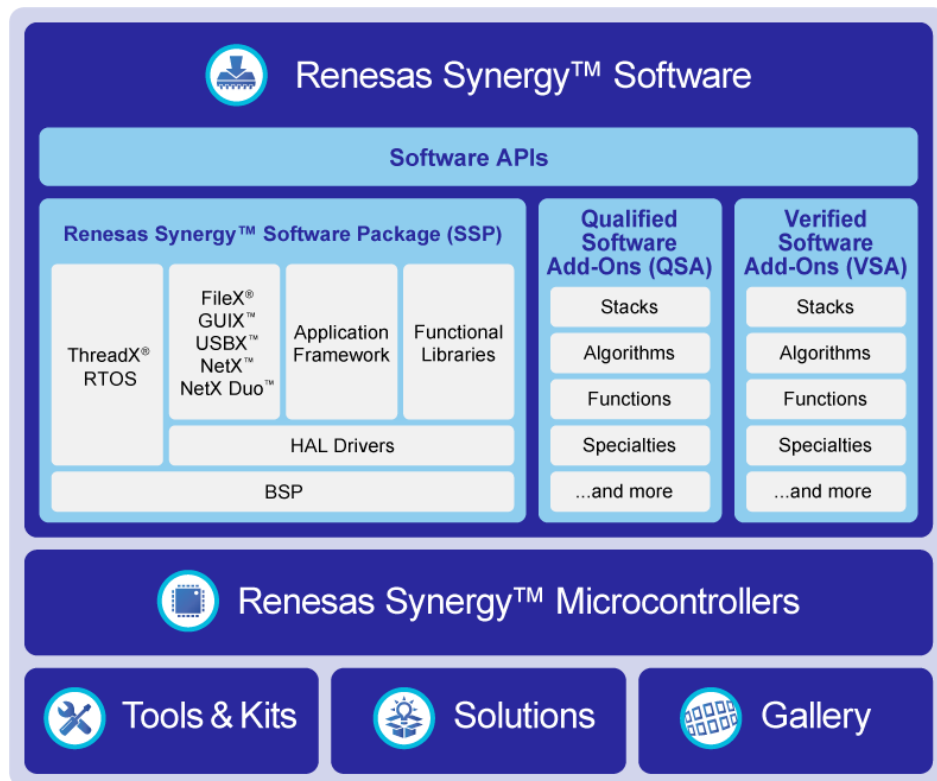 Renesas Synergy™ Software
Software APIs
Renesas Synergy™ Software Package (SSP)
ThreadX®
RTOS
FileX®
GUIX™
USBX™
NetX™
NetX Duo™
Application
Framework
Functional
Libraries
HAL Drivers
BSP
Qualified
Software
Add-Ons (QSA)
Stacks
Algorithms
Functions
Specialties
...and more
Verified
Software
Add-Ons (VSA)
Stacks
Algorithms
Functions
Specialties
...and more
Renesas Synergy™ Microcontrollers
Tools & Kits
Solutions
Gallery